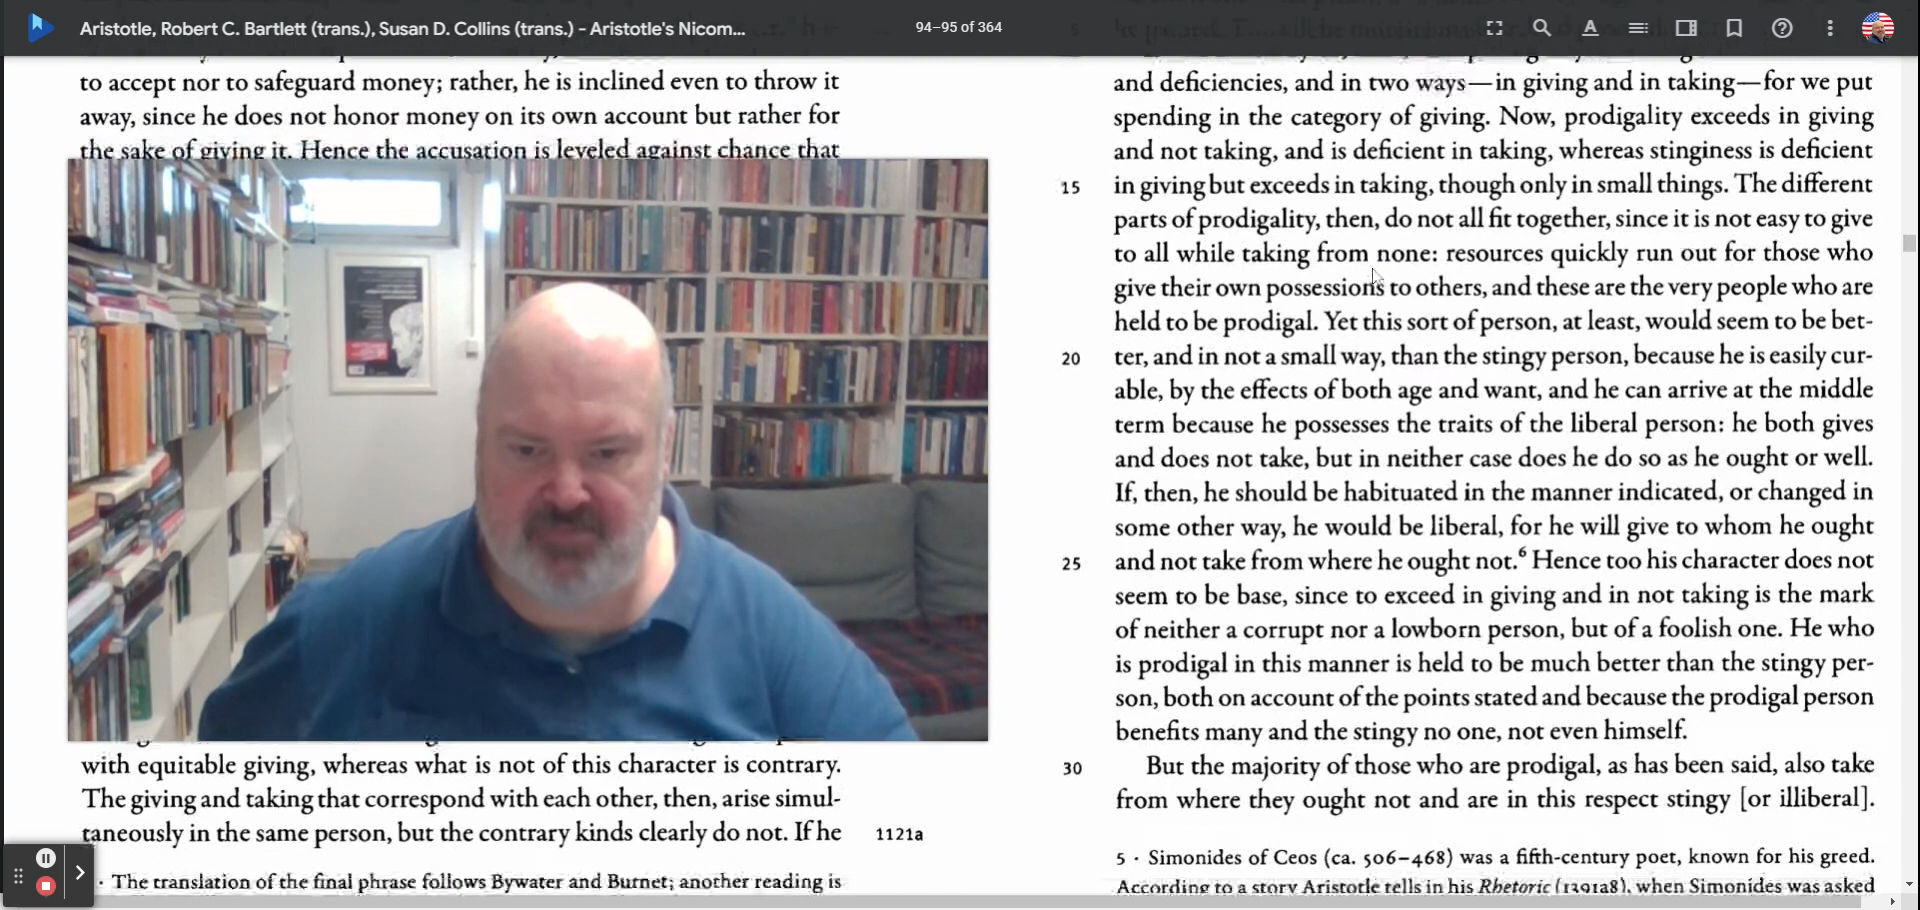 Aristotle, Robert C. Bartlett (trans.), Susan D. Collins (trans.) - Aristotle's Nicom...
94–95 of 364
to accept nor to safeguard money; rather, he is inclined even to throw it
away, since he does not honor money on its own account but rather for
the sake of giving it. Hence the accusation is leveled against chance that
with equitable giving, whereas what is not of this character is contrary.
The giving and taking that correspond with each other, then, arise simul-
taneously in the same person, but the contrary kinds clearly do not. If he 1121a
· The translation of the final phrase follows Bywater and Burnet; another reading is
and deficiencies, and in two ways—in giving and in taking—for we put
spending in the category of giving. Now, prodigality exceeds in giving
and not taking, and is deficient in taking, whereas stinginess is deficient
15 in giving but exceeds in taking, though only in small things. The different
parts of prodigality, then, do not all fit together, since it is not easy to give
to all while taking from none: resources quickly run out for those who
give their own possessions to others, and these are the very people who are
held to be prodigal. Yet this sort of person, at least, would seem to be bet-
20 ter, and in not a small way, than the stingy person, because he is easily cur-
able, by the effects of both age and want, and he can arrive at the middle
term because he possesses the traits of the liberal person: he both gives
and does not take, but in neither case does he do so as he ought or well.
If, then, he should be habituated in the manner indicated, or changed in
some other way, he would be liberal, for he will give to whom he ought
25 and not take from where he ought not.⁶ Hence too his character does not
seem to be base, since to exceed in giving and in not taking is the mark
of neither a corrupt nor a lowborn person, but of a foolish one. He who
is prodigal in this manner is held to be much better than the stingy per-
son, both on account of the points stated and because the prodigal person
benefits many and the stingy no one, not even himself.
30 But the majority of those who are prodigal, as has been said, also take
from where they ought not and are in this respect stingy [or illiberal].
5 · Simonides of Ceos (ca. 506–468) was a fifth-century poet, known for his greed.
According to a story Aristotle tells in his Rhetoric (1391a8), when Simonides was asked